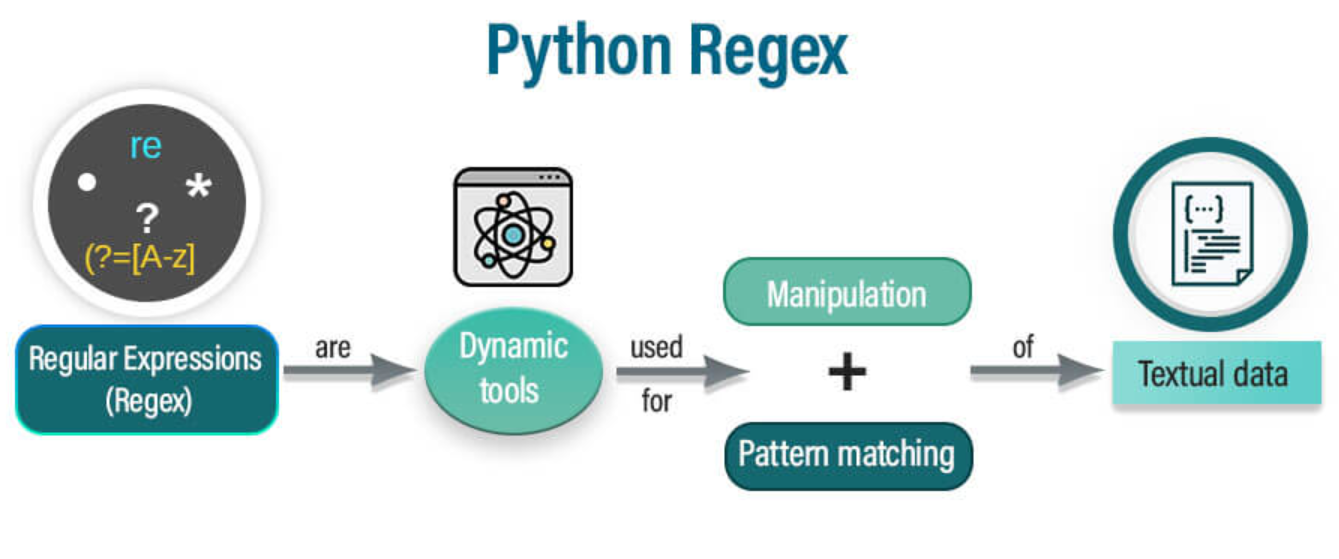 Python Regex
re
• *
?
(?=[A-z]
Regular Expressions
(Regex)
are
Dynamic
tools
used
for
Manipulation
+
Pattern matching
of
{...}
Textual data